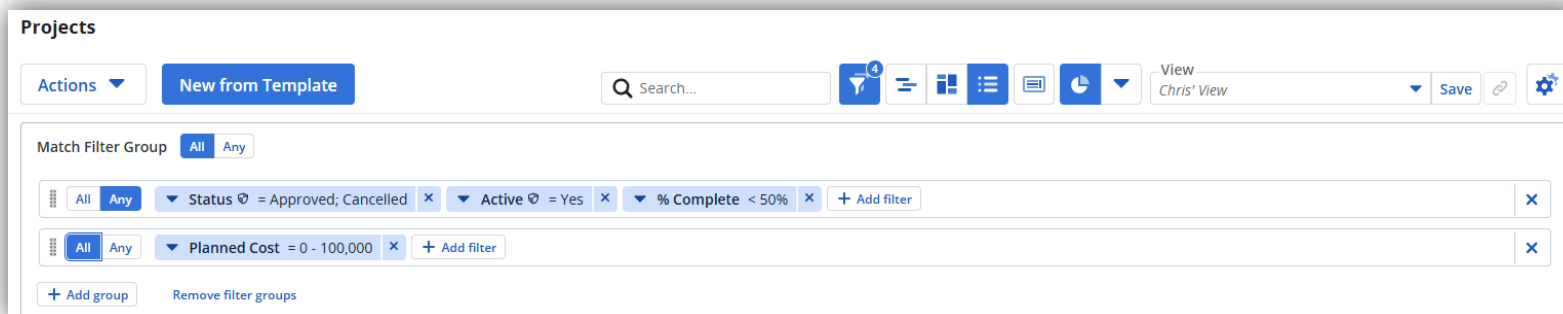 Projects
Actions New from Template Search... 4 View Chris' View Save
Match Filter Group All Any
All Any Status = Approved; Cancelled Active = Yes % Complete < 50% + Add filter
All Any Planned Cost = 0 - 100,000 + Add filter
+ Add group Remove filter groups